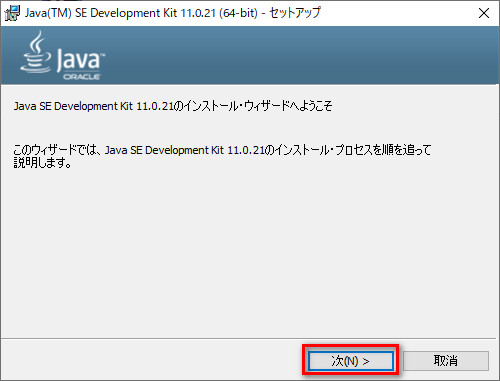 Java(TM) SE Development Kit 11.0.21 (64-bit) - セットアップ
Java™
ORACLE
Java SE Development Kit 11.0.21のインストール・ウィザードへようこそ
このウィザードでは、Java SE Development Kit 11.0.21のインストール・プロセスを順を追って
説明します。
次(N) >
取消